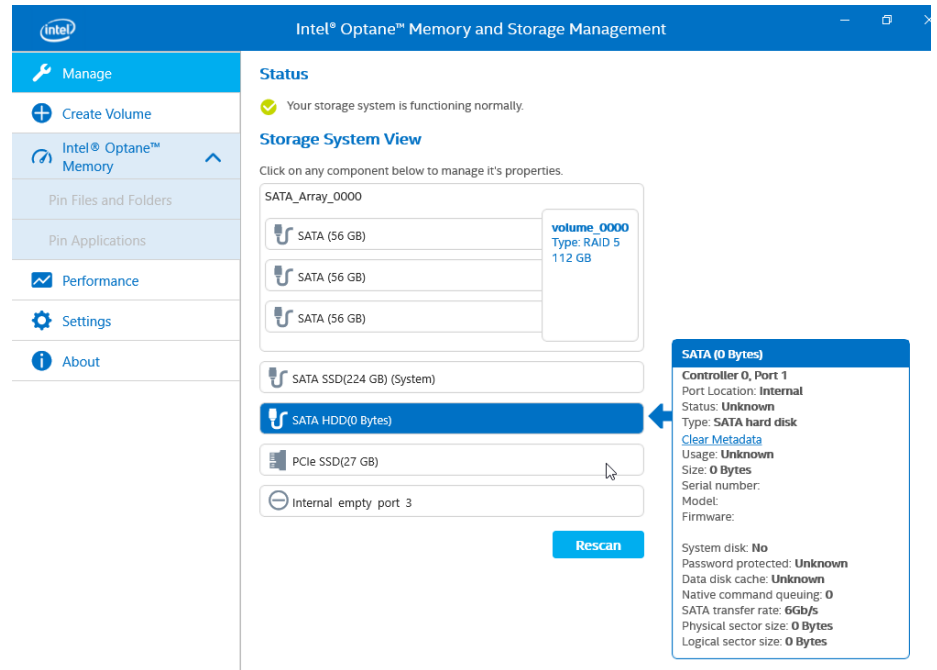 intel
Intel® Optane™ Memory and Storage Management
Manage
Create Volume
Intel® Optane™
Memory
Pin Files and Folders
Pin Applications
Performance
Settings
About
Status
Your storage system is functioning normally.
Storage System View
Click on any component below to manage it's properties.
SATA_Array_0000
SATA (56 GB)
SATA (56 GB)
SATA (56 GB)
volume_0000
Type: RAID 5
112 GB
SATA SSD(224 GB) (System)
SATA HDD(0 Bytes)
PCIe SSD(27 GB)
Internal empty port 3
Rescan
SATA (0 Bytes)
Controller 0, Port 1
Port Location: Internal
Status: Unknown
Type: SATA hard disk
Clear Metadata
Usage: Unknown
Size: 0 Bytes
Serial number:
Model:
Firmware:
System disk: No
Password protected: Unknown
Data disk cache: Unknown
Native command queuing: 0
SATA transfer rate: 6Gb/s
Physical sector size: 0 Bytes
Logical sector size: 0 Bytes